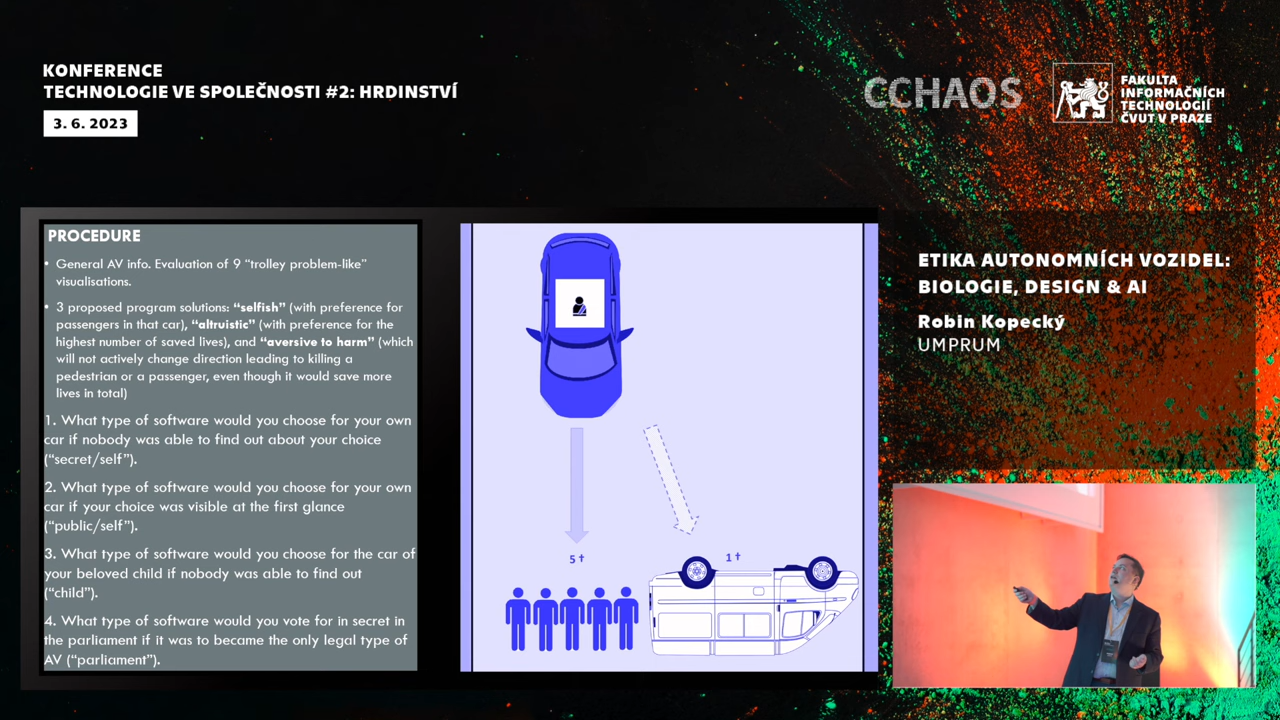 KONFERENCE
TECHNOLOGIE VE SPOLEČNOSTI #2: HRDINSTVÍ
3. 6. 2023
CCHAOS
FAKULTA
INFORMAČNÍCH
TECHNOLOGIÍ
ČVUT V PRAZE
PROCEDURE
• General AV info. Evaluation of 9 “trolley problem-like”
visualisations.
• 3 proposed program solutions: “selfish” (with preference for
passengers in that car), “altruistic” (with preference for the
highest number of saved lives), and “aversive to harm” (which
will not actively change direction leading to killing a
pedestrian or a passenger, even though it would save more
lives in total)
1. What type of software would you choose for your own
car if nobody was able to find out about your choice
(“secret/self”).
2. What type of software would you choose for your own
car if your choice was visible at the first glance
(“public/self”).
3. What type of software would you choose for the car of
your beloved child if nobody was able to find out
(“child”).
4. What type of software would you vote for in secret in
the parliament if it was to became the only legal type of
AV (“parliament”).
5 †
1 †
ETIKA AUTONOMNÍCH VOZIDEL:
BIOLOGIE, DESIGN & AI
Robin Kopecký
UMPRUM